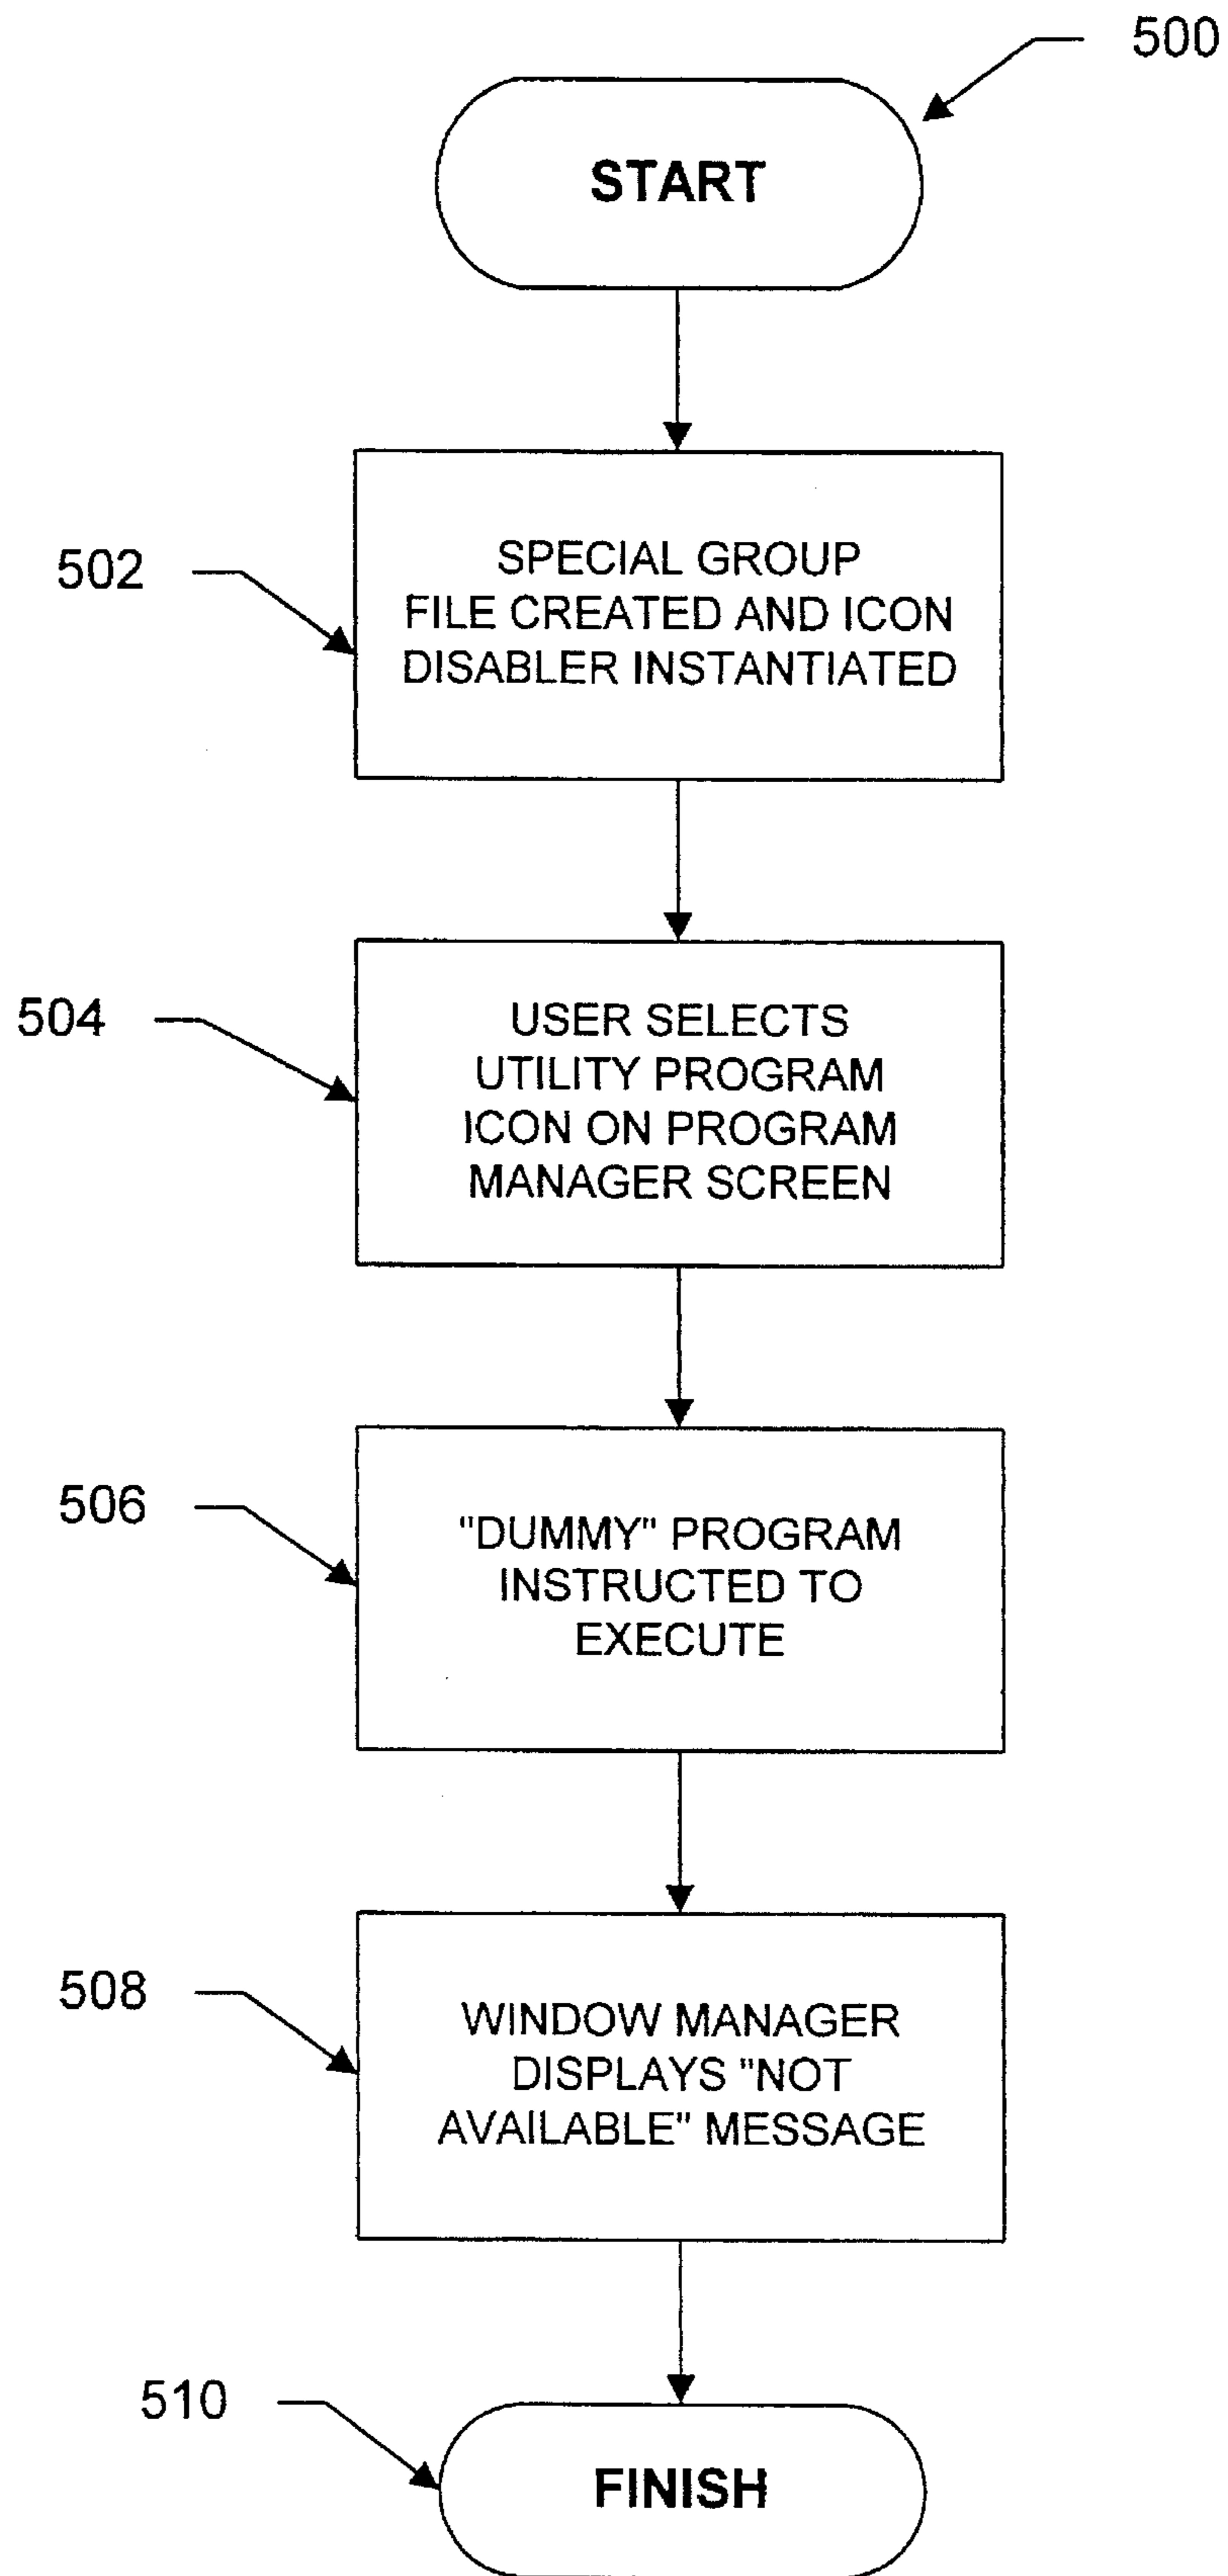 500
START
502
SPECIAL GROUP
FILE CREATED AND ICON
DISABLER INSTANTIATED
504
USER SELECTS
UTILITY PROGRAM
ICON ON PROGRAM
MANAGER SCREEN
506
"DUMMY" PROGRAM
INSTRUCTED TO
EXECUTE
508
WINDOW MANAGER
DISPLAYS "NOT
AVAILABLE" MESSAGE
510
FINISH